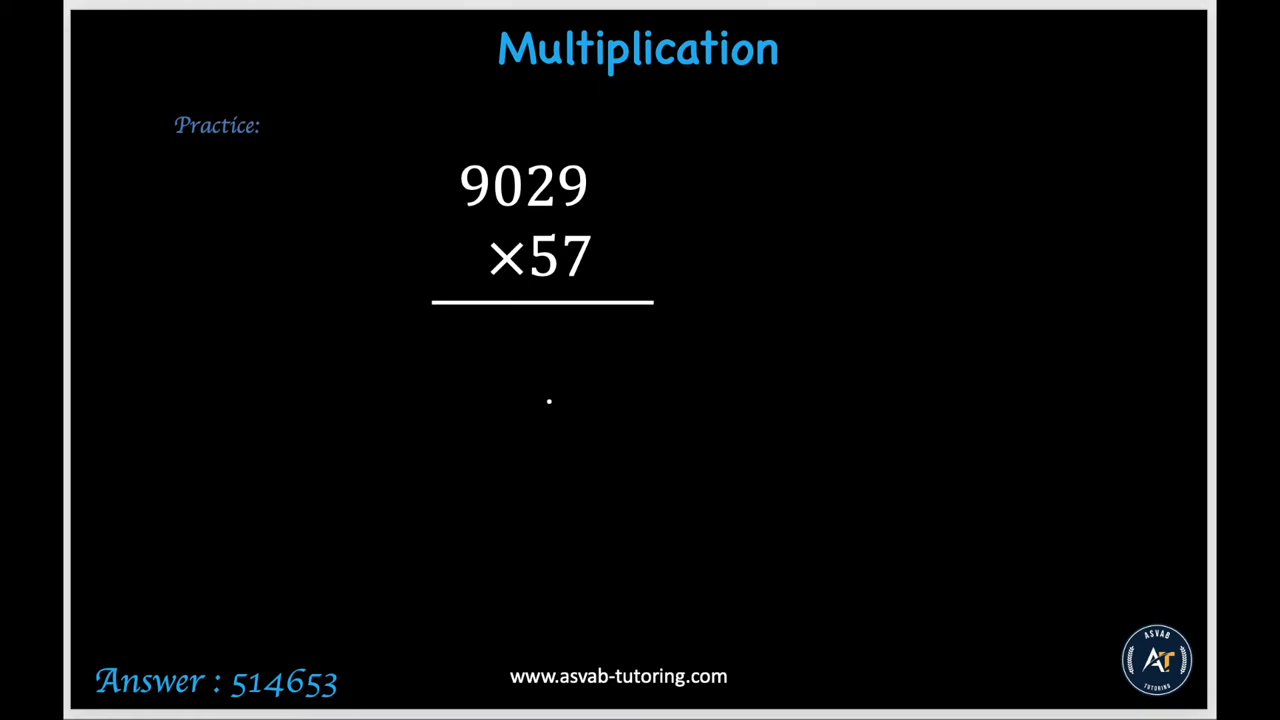 Multiplication
Practice:
9029
×57
.
Answer : 514653
www.asvab-tutoring.com
ASVAB
AT
TUTORING